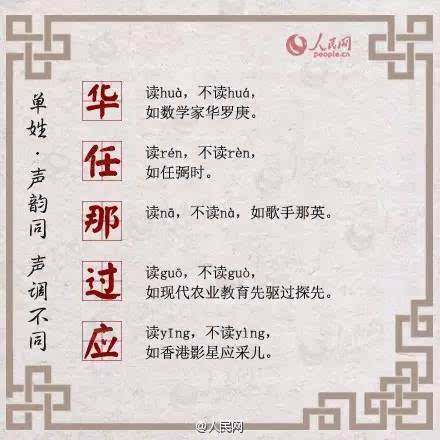 人民网
people.cn
单姓·声韵同 声调不同
华
读huà，不读huá，
如数学家华罗庚。
任
读rén，不读rèn，
如任弼时。
那
读nā，不读nà，如歌手那英。
过
读guō，不读guò，
如现代农业教育先驱过探先。
应
读yīng，不读yìng，
如香港影星应采儿。
@人民网